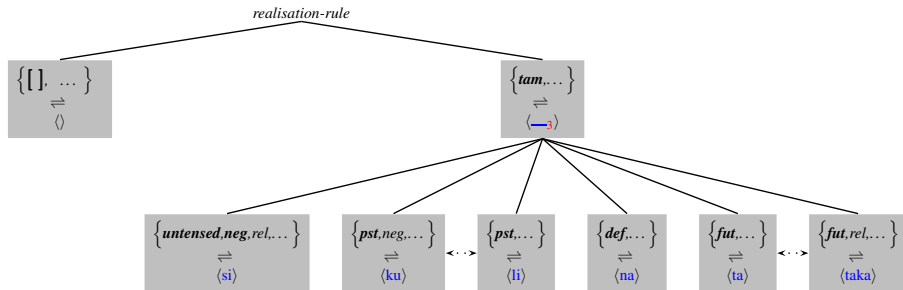 realisation-rule
{[ ], … }
⇌
⟨⟩
{tam,…}
⇌
⟨—3⟩
{untensed,neg,rel,…}
⇌
⟨si⟩
{pst,neg,…}
⇌
⟨ku⟩
{pst,…}
⇌
⟨li⟩
{def,…}
⇌
⟨na⟩
{fut,…}
⇌
⟨ta⟩
{fut,rel,…}
⇌
⟨taka⟩